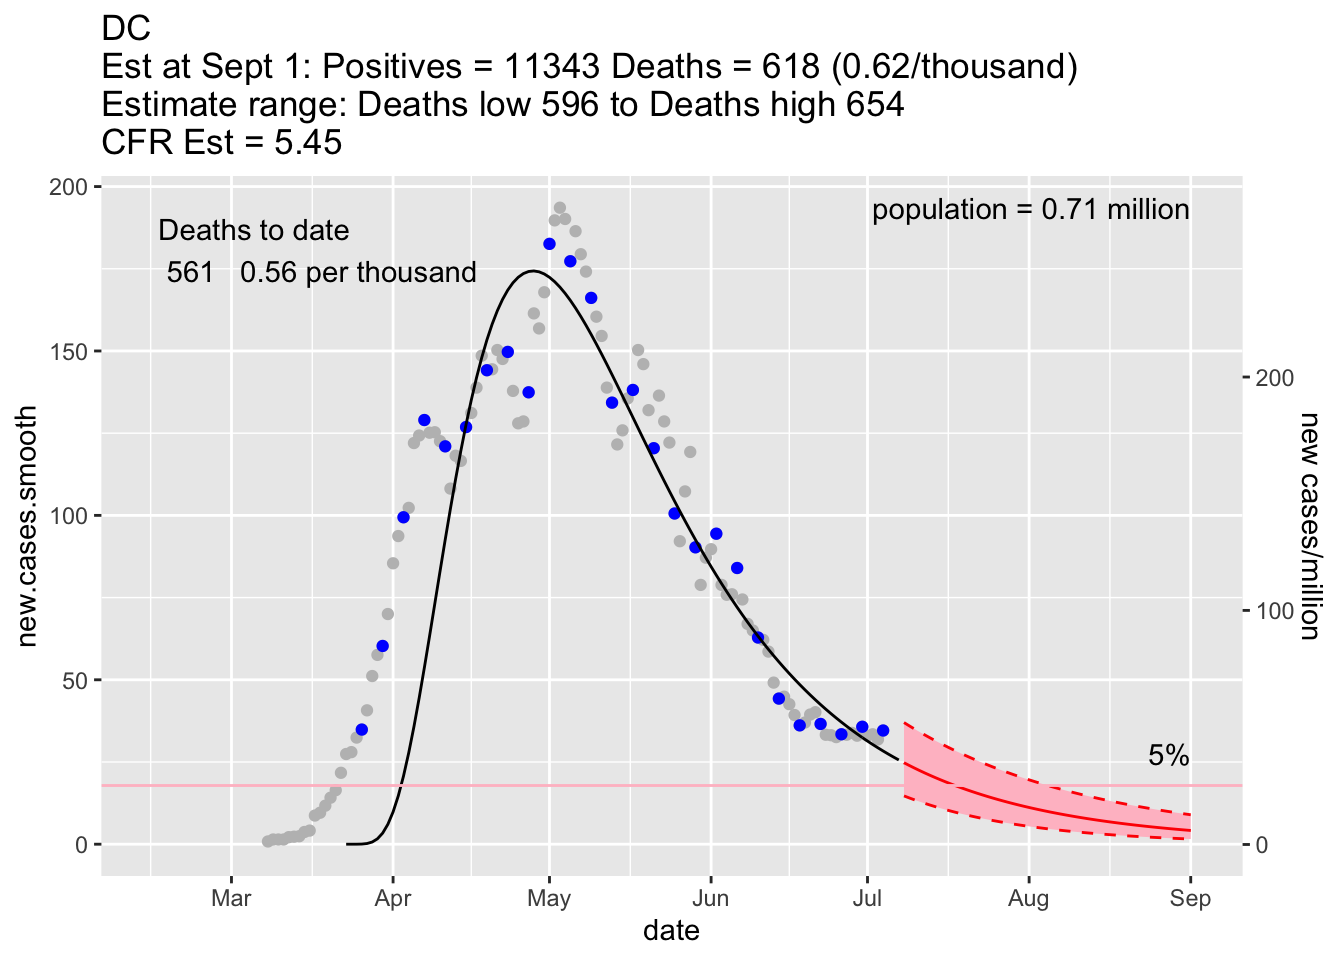 DC
Est at Sept 1: Positives = 11343 Deaths = 618 (0.62/thousand)
Estimate range: Deaths low 596 to Deaths high 654
CFR Est = 5.45
200
150
100
50
0
new.cases.smooth
Deaths to date
561 0.56 per thousand
population = 0.71 million
5%
200
100
0
new cases/million
Mar
Apr
May
Jun
Jul
Aug
Sep
date